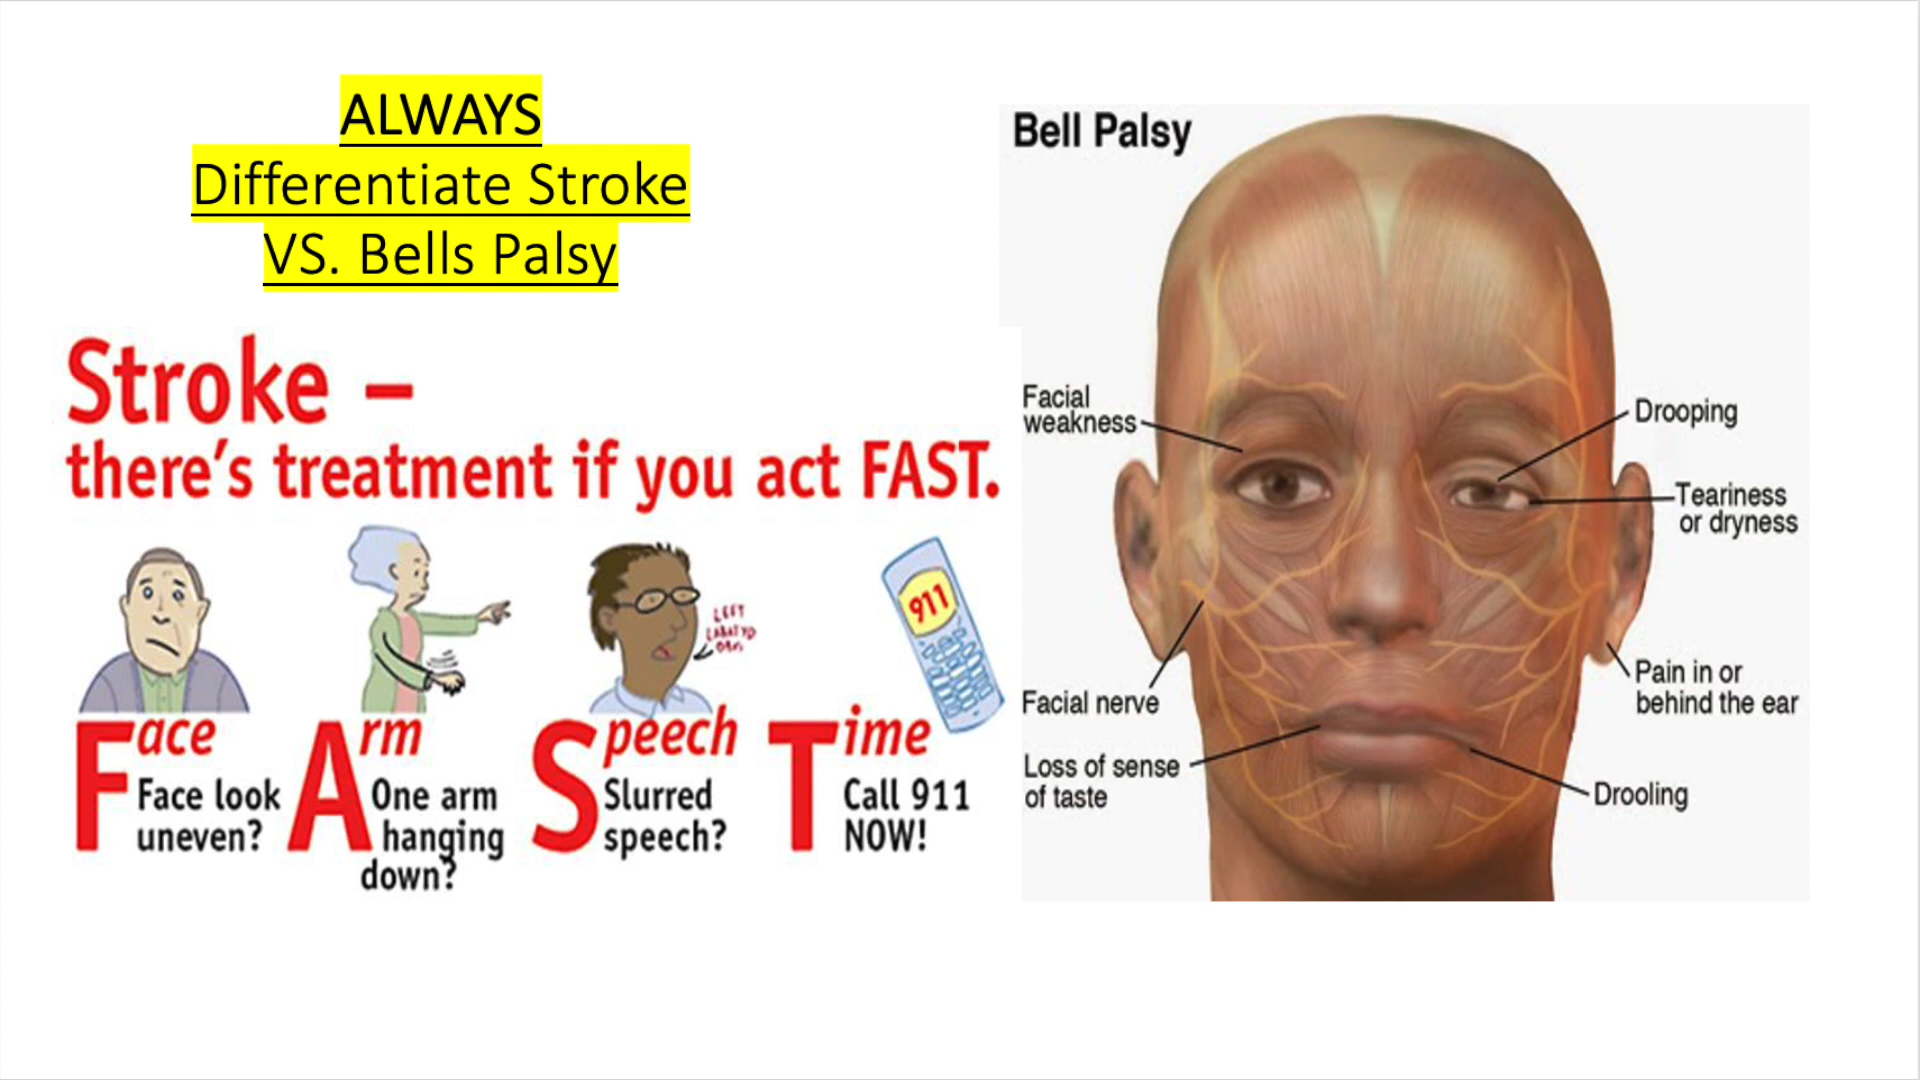 ALWAYS
Differentiate Stroke
VS. Bells Palsy
Stroke –
there's treatment if you act FAST.
911
Face
Face look
uneven?
Arm
One arm
hanging
down?
Speech
Slurred
speech?
Time
Call 911
NOW!
Bell Palsy
Facial
weakness
Drooping
Teariness
or dryness
Facial nerve
Pain in or
behind the ear
Loss of sense
of taste
Drooling